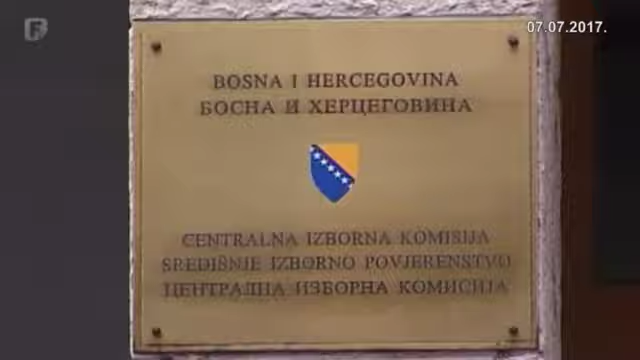 07.07.2017.
BOSNA I HERCEGOVINA
БОСНА И ХЕРЦЕГОВИНА
CENTRALNA IZBORNA KOMISIJA
SREDIŠNJE IZBORNO POVJERENSTVO
ЦЕНТРАЛНА ИЗБОРНА КОМИСИЈА